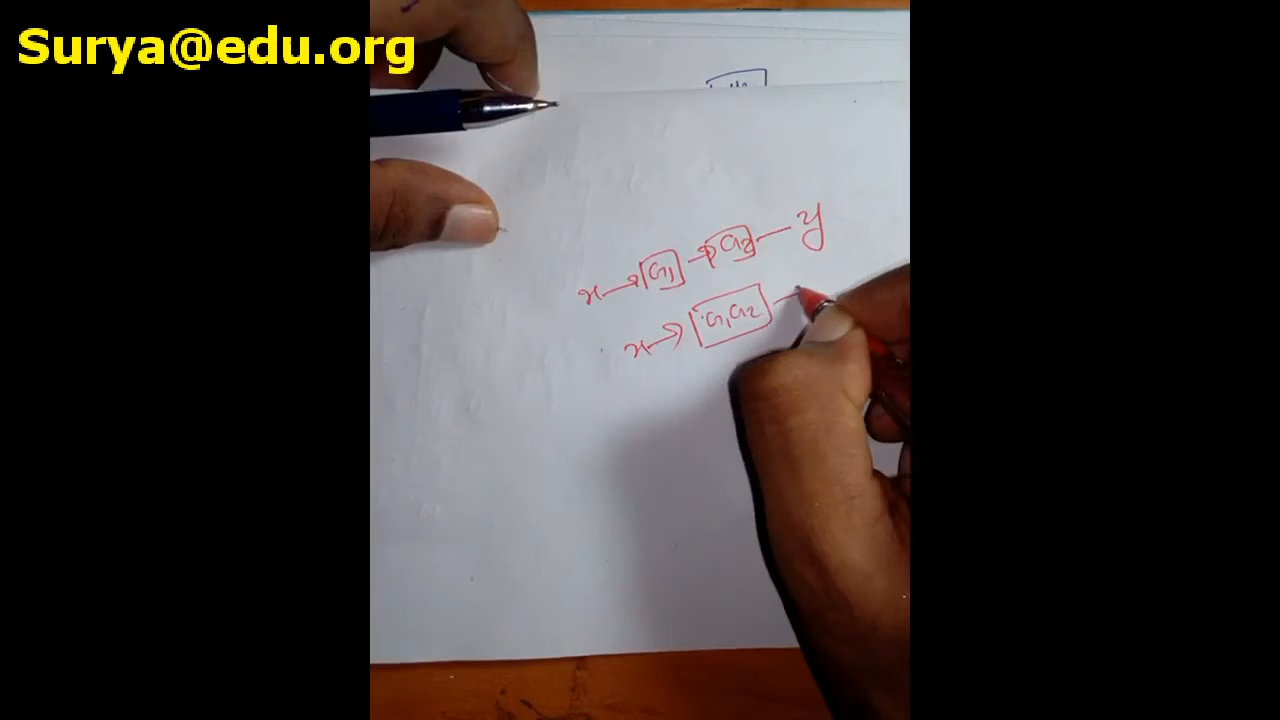 Surya@edu.org
x → G1 → G2 — y
x → G1G2 —